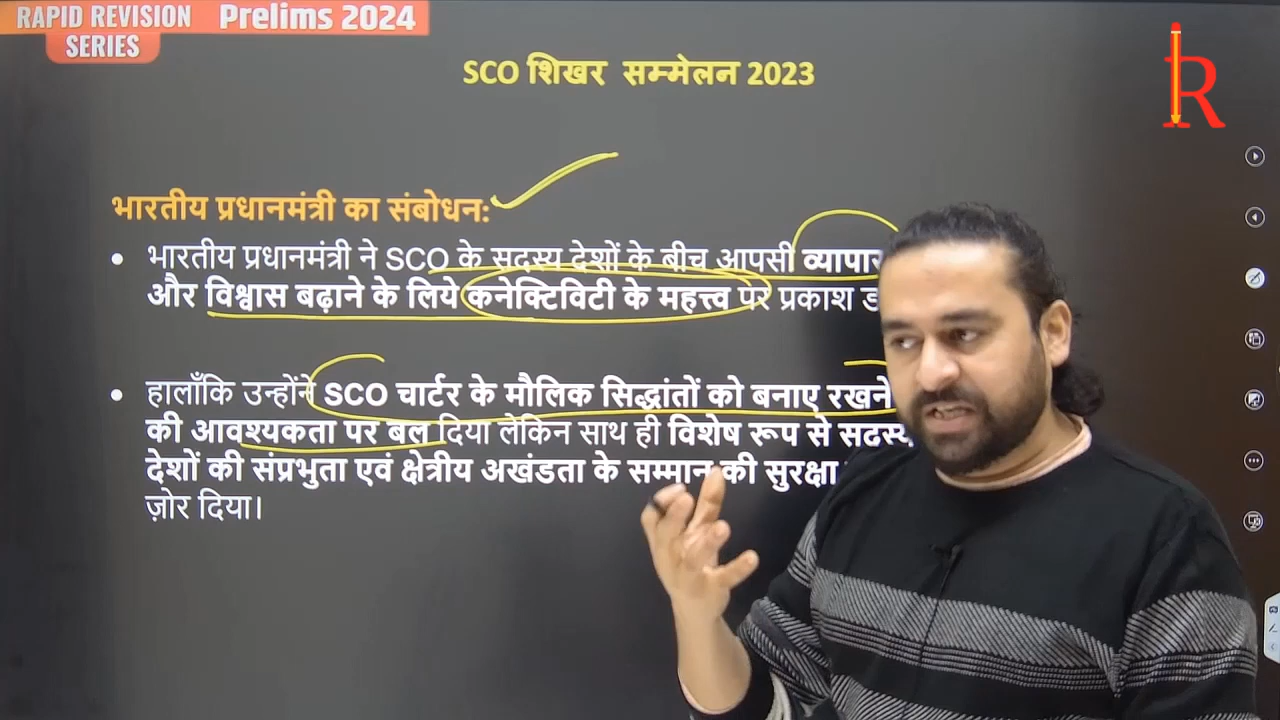 RAPID REVISION Prelims 2024
SERIES
SCO शिखर सम्मेलन 2023
भारतीय प्रधानमंत्री का संबोधन:
• भारतीय प्रधानमंत्री ने SCO के सदस्य देशों के बीच आपसी व्यापार
और विश्वास बढ़ाने के लिये कनेक्टिविटी के महत्त्व पर प्रकाश
• हालाँकि उन्होंने SCO चार्टर के मौलिक सिद्धांतों को बनाए रखने
की आवश्यकता पर बल दिया लेकिन साथ ही विशेष रूप से सदस्य
देशों की संप्रभुता एवं क्षेत्रीय अखंडता के सम्मान की सुरक्षा
ज़ोर दिया।